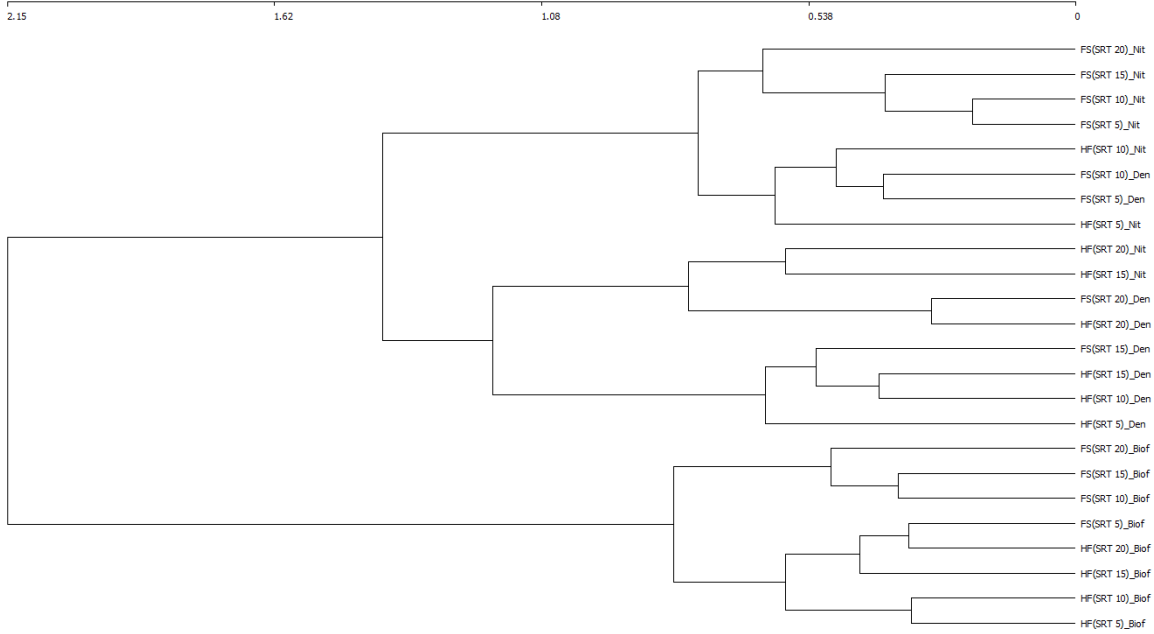 2.15 1.62 1.08 0.538 0
FS(SRT 20)_Nit
FS(SRT 15)_Nit
FS(SRT 10)_Nit
FS(SRT 5)_Nit
HF(SRT 10)_Nit
FS(SRT 10)_Den
FS(SRT 5)_Den
HF(SRT 5)_Nit
HF(SRT 20)_Nit
HF(SRT 15)_Nit
FS(SRT 20)_Den
HF(SRT 20)_Den
FS(SRT 15)_Den
HF(SRT 15)_Den
HF(SRT 10)_Den
HF(SRT 5)_Den
FS(SRT 20)_Biof
FS(SRT 15)_Biof
FS(SRT 10)_Biof
FS(SRT 5)_Biof
HF(SRT 20)_Biof
HF(SRT 15)_Biof
HF(SRT 10)_Biof
HF(SRT 5)_Biof